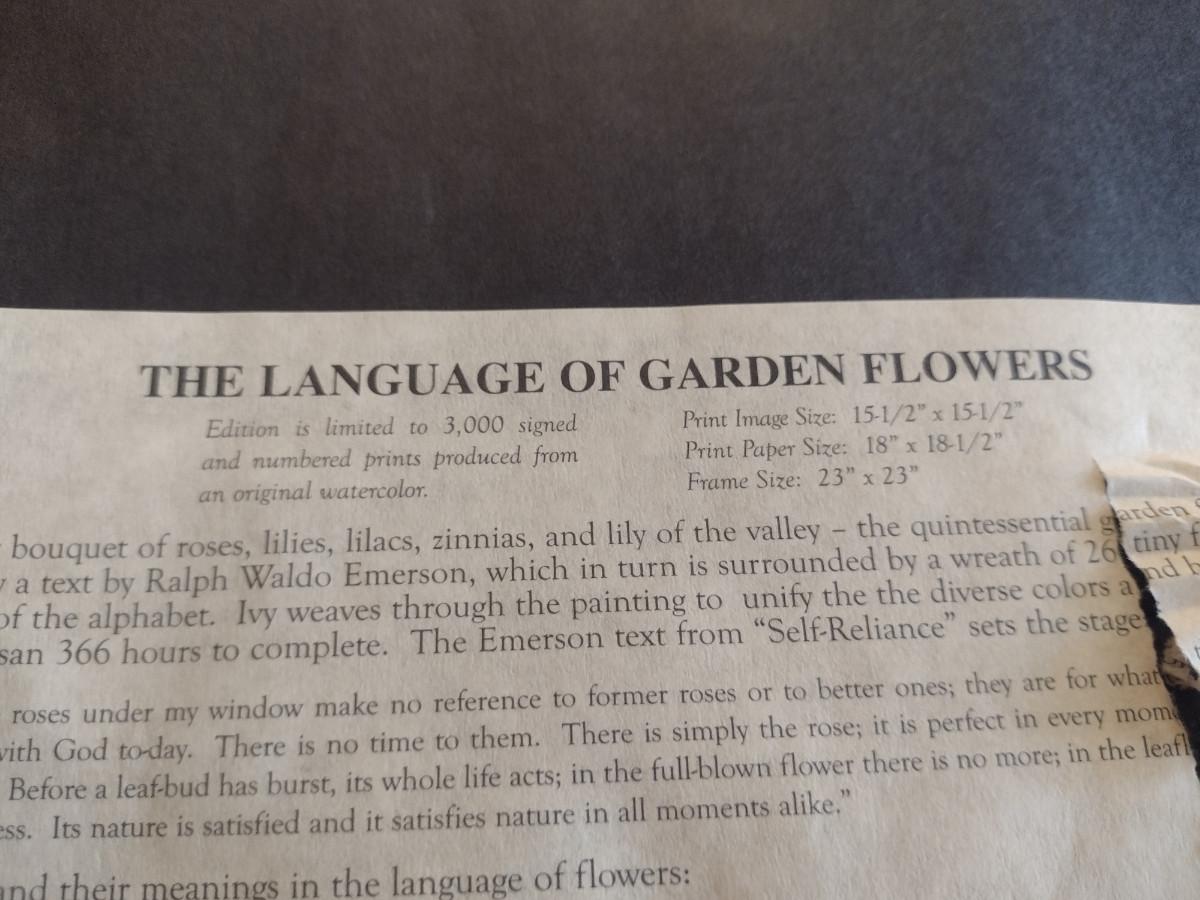 THE LANGUAGE OF GARDEN FLOWERS
Edition is limited to 3,000 signed
and numbered prints produced from
an original watercolor.
Print Image Size: 15-1/2” x 15-1/2”
Print Paper Size: 18” x 18-1/2”
Frame Size: 23” x 23”
bouquet of roses, lilies, lilacs, zinnias, and lily of the valley – the quintessential garden
a text by Ralph Waldo Emerson, which in turn is surrounded by a wreath of 26 tiny f
of the alphabet. Ivy weaves through the painting to unify the the diverse colors a nd b
san 366 hours to complete. The Emerson text from “Self-Reliance” sets the stage
roses under my window make no reference to former roses or to better ones; they are for what
with God to-day. There is no time to them. There is simply the rose; it is perfect in every mom
Before a leaf-bud has burst, its whole life acts; in the full-blown flower there is no more; in the leafl
ess. Its nature is satisfied and it satisfies nature in all moments alike.”
and their meanings in the language of flowers: